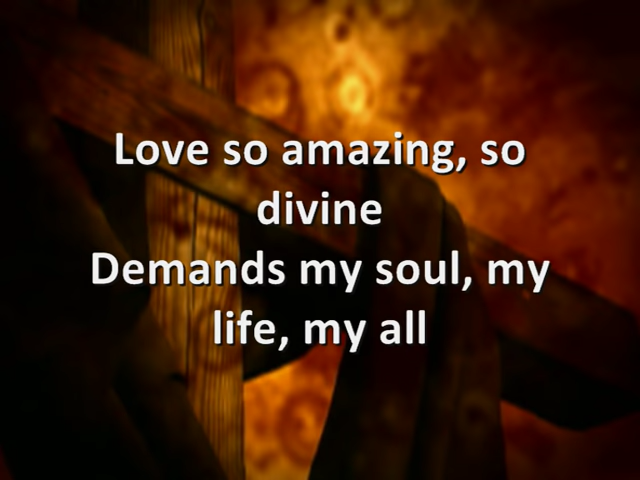 Love so amazing, so
divine
Demands my soul, my
life, my all